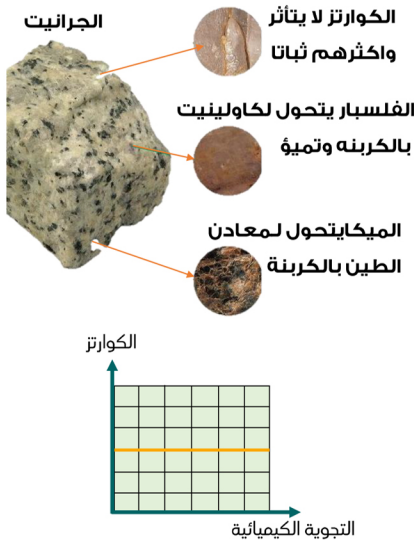 الجرانيت
الكوارتز لا يتأثر
واكثرهم ثباتا
الفلسبار يتحول لكاولينيت
بالكربنه وتميؤ
الميكايتحول لمعادن
الطين بالكربنة
الكوارتز
التجوية الكيميائية